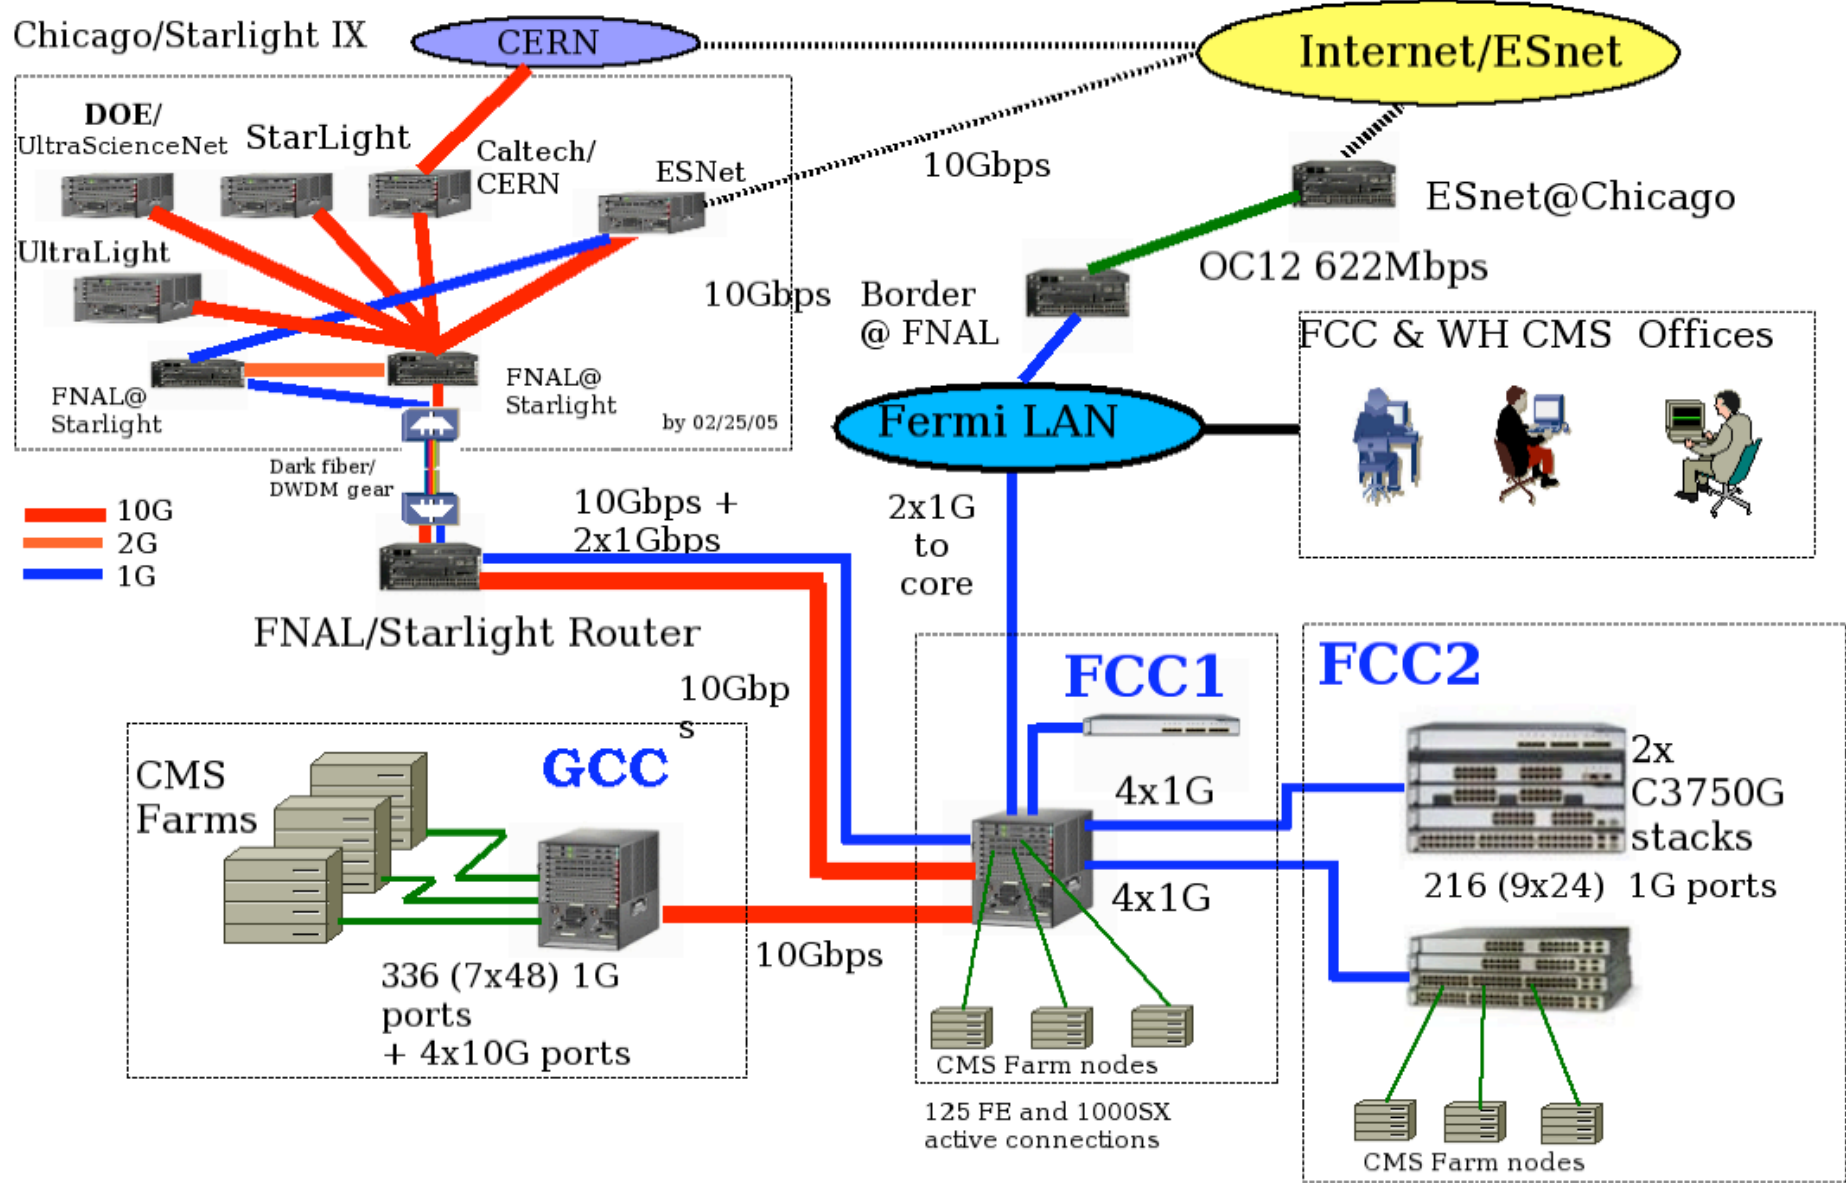 Chicago/Starlight IX
CERN
Internet/ESnet
DOE/
UltraScienceNet
StarLight
Caltech/
CERN
ESNet
10Gbps
ESnet@Chicago
UltraLight
OC12 622Mbps
10Gbps
Border
@ FNAL
FCC & WH CMS Offices
FNAL@
Starlight
FNAL@
Starlight
by 02/25/05
Fermi LAN
Dark fiber/
DWDM gear
10G
2G
1G
10Gbps +
2x1Gbps
2x1G
to
core
FNAL/Starlight Router
10Gbp
s
FCC1
FCC2
CMS
Farms
GCC
4x1G
4x1G
2x
C3750G
stacks
216 (9x24) 1G ports
10Gbps
336 (7x48) 1G
ports
+ 4x10G ports
CMS Farm nodes
125 FE and 1000SX
active connections
CMS Farm nodes